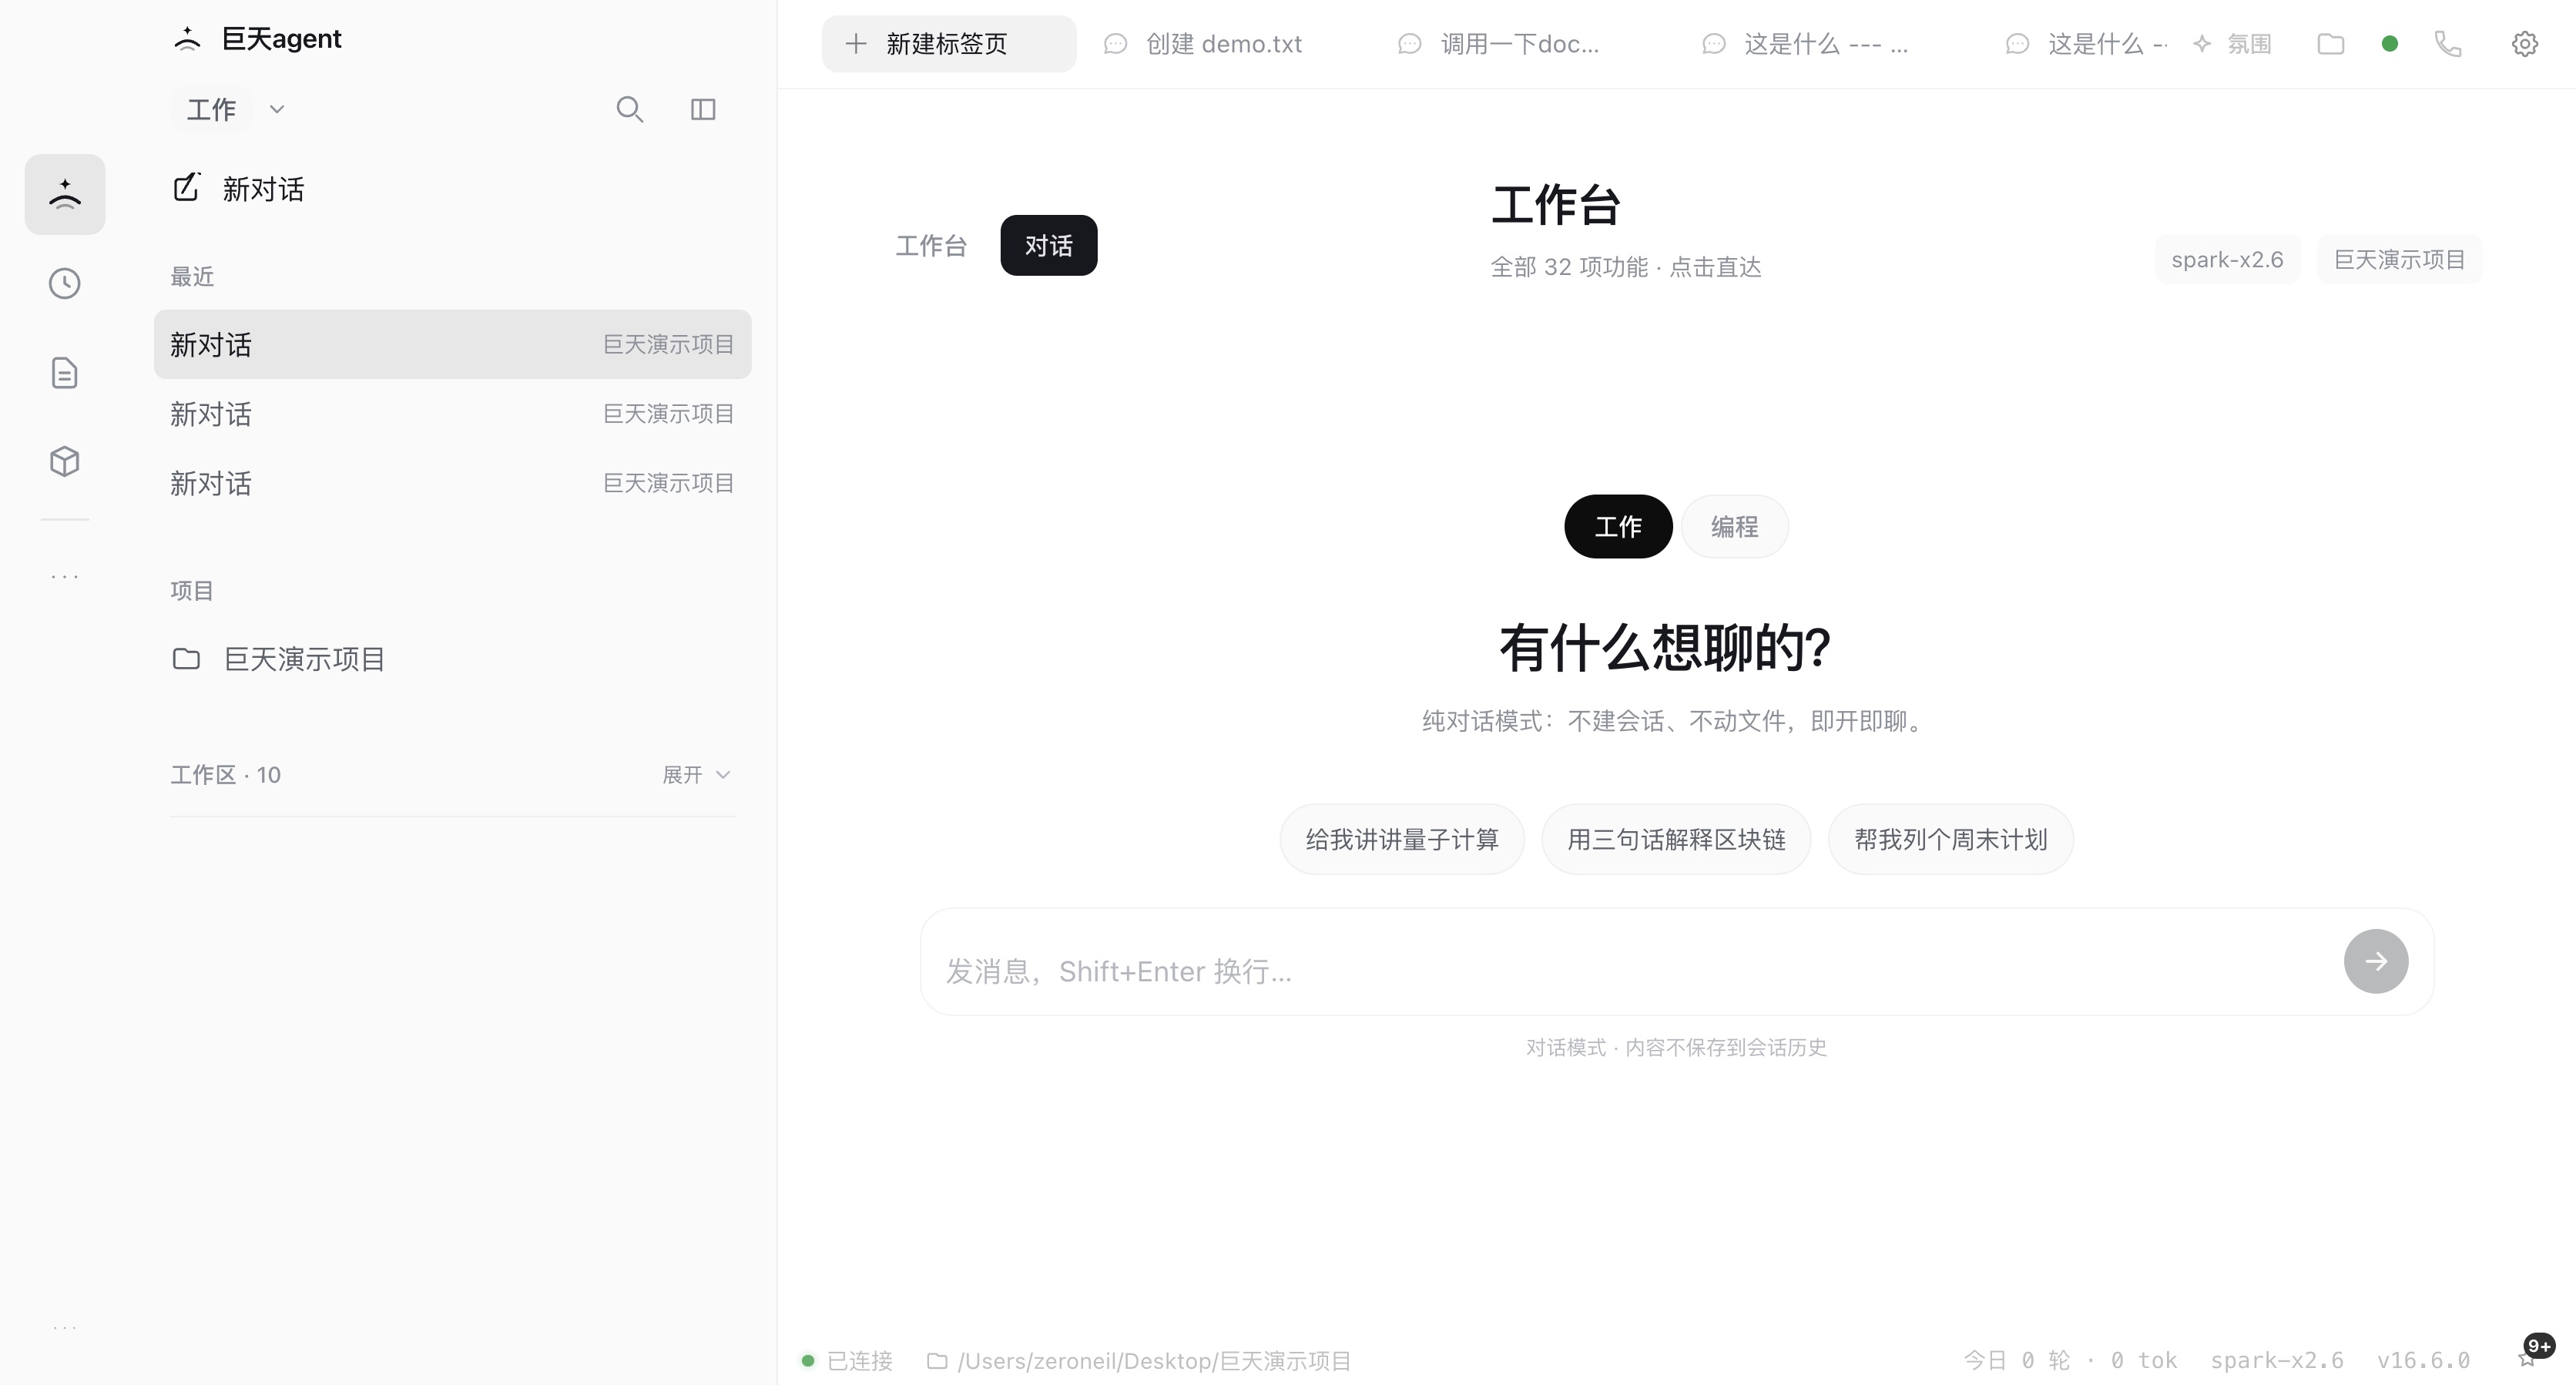 巨天agent
工作
新对话
最近
新对话 巨天演示项目
新对话 巨天演示项目
新对话 巨天演示项目
项目
巨天演示项目
工作区 · 10 展开
新建标签页 创建 demo.txt 调用一下doc... 这是什么 --- ... 这是什么 -- 氛围
工作台 对话
工作台
全部 32 项功能 · 点击直达
spark-x2.6 巨天演示项目
工作 编程
有什么想聊的?
纯对话模式：不建会话、不动文件，即开即聊。
给我讲讲量子计算 用三句话解释区块链 帮我列个周末计划
发消息，Shift+Enter 换行...
对话模式 · 内容不保存到会话历史
已连接 /Users/zeroneil/Desktop/巨天演示项目 今日 0 轮 · 0 tok spark-x2.6 v16.6.0 9+